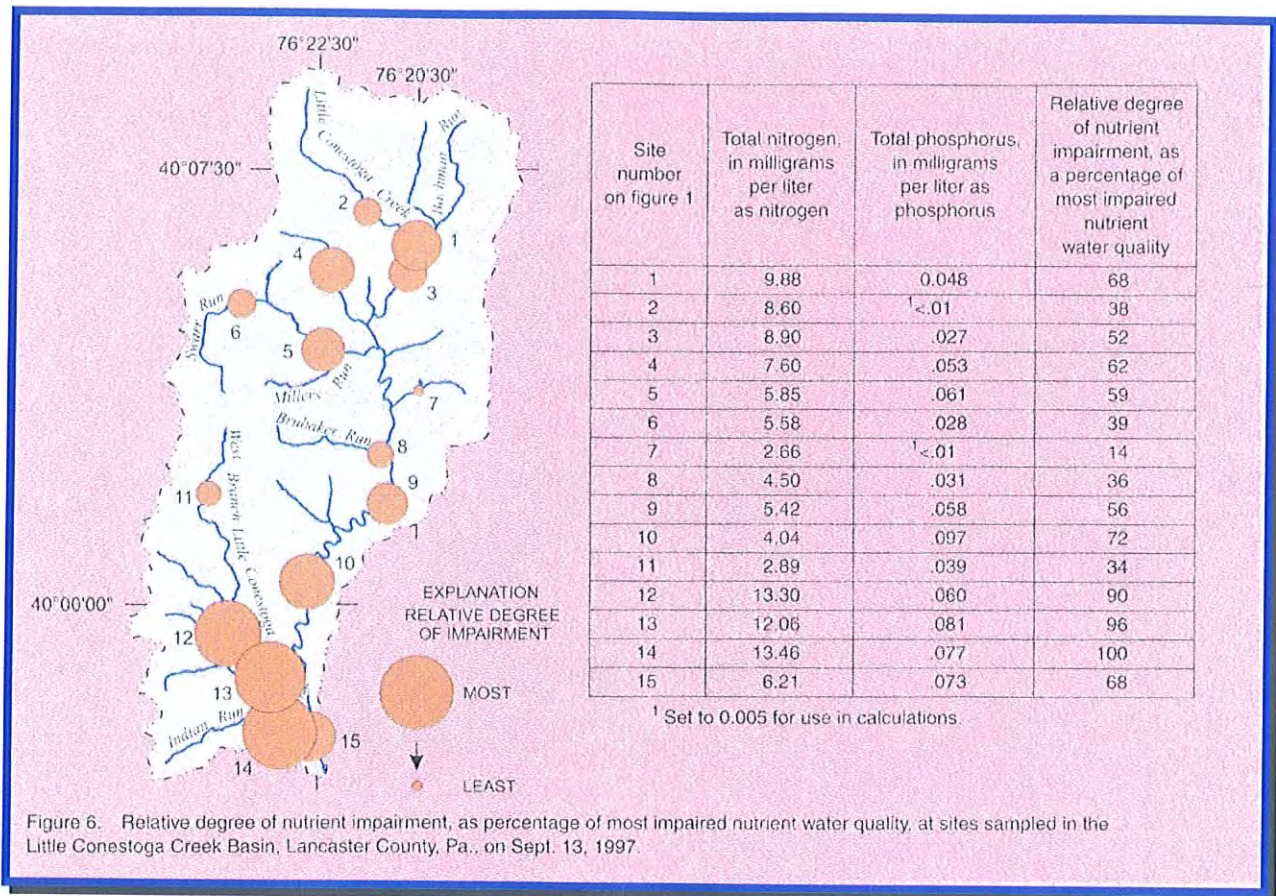 76°22'30"
76°20'30"
40°07'30"
40°00'00"
Little Conestoga Creek
Bachman Run
Swarr Run
Millers Run
Brubaker Run
West Branch Little Conestoga
Indian Run
1
2
3
4
5
6
7
8
9
10
11
12
13
14
15
EXPLANATION
RELATIVE DEGREE
OF IMPAIRMENT
MOST
LEAST
Site
number
on figure 1
Total nitrogen,
in milligrams
per liter
as nitrogen
Total phosphorus,
in milligrams
per liter as
phosphorus
Relative degree
of nutrient
impairment, as
a percentage of
most impaired
nutrient
water quality
1 9.88 0.048 68
2 8.60 ¹<.01 38
3 8.90 .027 52
4 7.60 .053 62
5 5.85 .061 59
6 5.58 .028 39
7 2.66 ¹<.01 14
8 4.50 .031 36
9 5.42 .058 56
10 4.04 .097 72
11 2.89 .039 34
12 13.30 .060 90
13 12.06 .081 96
14 13.46 .077 100
15 6.21 .073 68
¹ Set to 0.005 for use in calculations.
Figure 6. Relative degree of nutrient impairment, as percentage of most impaired nutrient water quality, at sites sampled in the
Little Conestoga Creek Basin, Lancaster County, Pa., on Sept. 13, 1997.